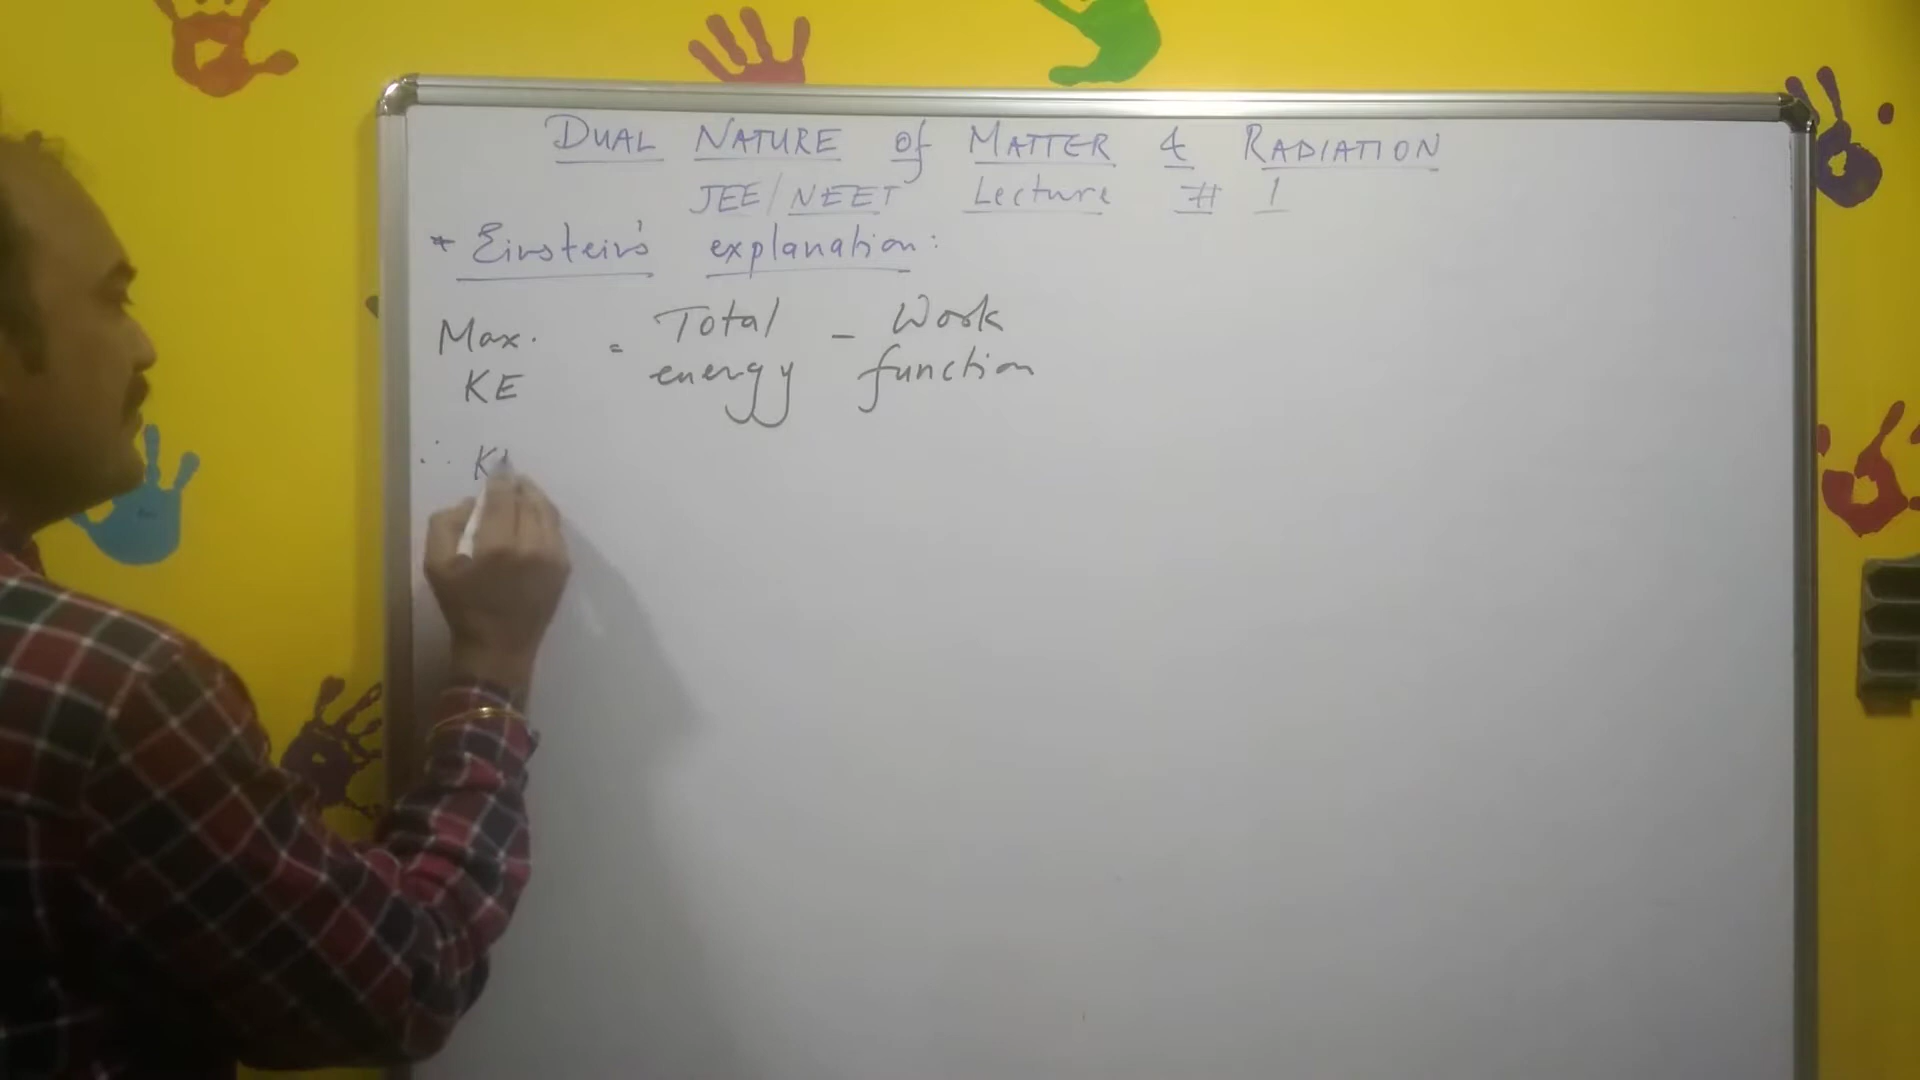 DUAL NATURE of MATTER & RADIATION
JEE/NEET Lecture # 1
* Einstein's explanation:
Max. KE = Total energy - Work function
∴ K